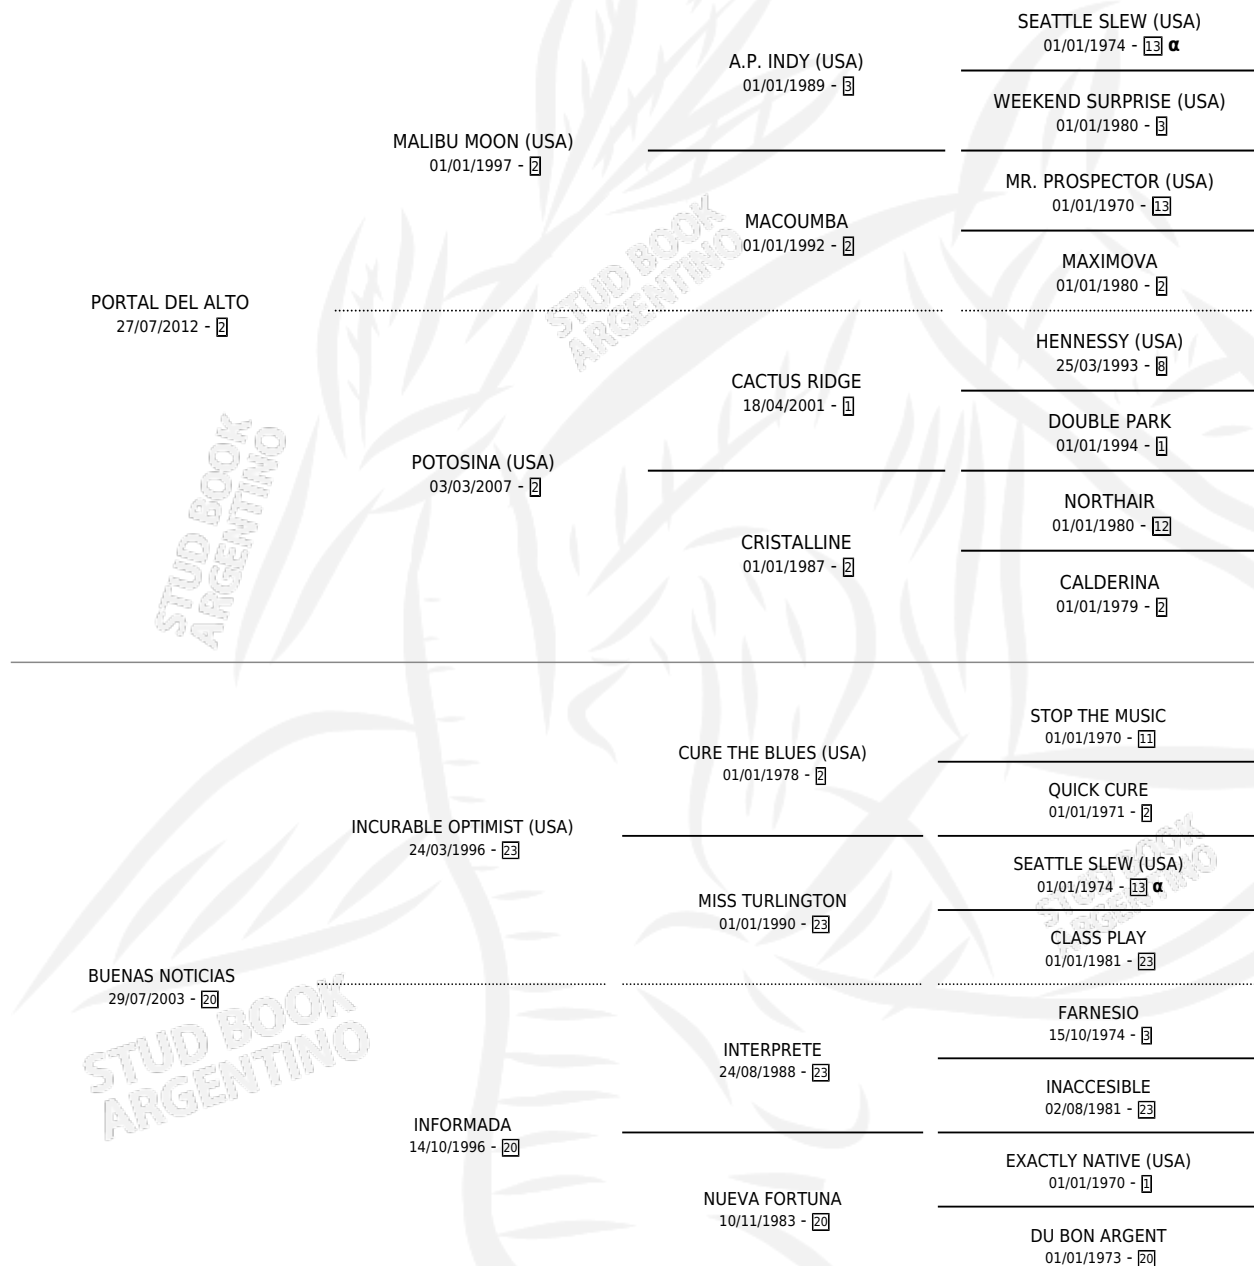 SEATTLE SLEW (USA)
01/01/1974 - 13 α
A.P. INDY (USA)
01/01/1989 - 3
WEEKEND SURPRISE (USA)
01/01/1980 - 3
MALIBU MOON (USA)
01/01/1997 - 2
MR. PROSPECTOR (USA)
01/01/1970 - 13
MACOUMBA
01/01/1992 - 2
MAXIMOVA
01/01/1980 - 2
PORTAL DEL ALTO
27/07/2012 - 2
HENNESSY (USA)
25/03/1993 - 8
CACTUS RIDGE
18/04/2001 - 1
DOUBLE PARK
01/01/1994 - 1
POTOSINA (USA)
03/03/2007 - 2
NORTHAIR
01/01/1980 - 12
CRISTALLINE
01/01/1987 - 2
CALDERINA
01/01/1979 - 2
STOP THE MUSIC
01/01/1970 - 11
CURE THE BLUES (USA)
01/01/1978 - 2
QUICK CURE
01/01/1971 - 2
INCURABLE OPTIMIST (USA)
24/03/1996 - 23
SEATTLE SLEW (USA)
01/01/1974 - 13 α
MISS TURLINGTON
01/01/1990 - 23
CLASS PLAY
01/01/1981 - 23
BUENAS NOTICIAS
29/07/2003 - 20
FARNESIO
15/10/1974 - 3
INTERPRETE
24/08/1988 - 23
INACCESIBLE
02/08/1981 - 23
INFORMADA
14/10/1996 - 20
EXACTLY NATIVE (USA)
01/01/1970 - 1
NUEVA FORTUNA
10/11/1983 - 20
DU BON ARGENT
01/01/1973 - 20
STUD BOOK
ARGENTINO
STUD BOOK
ARGENTINO
STUD BOOK
ARGENTINO
STUD BOOK
ARGENTINO